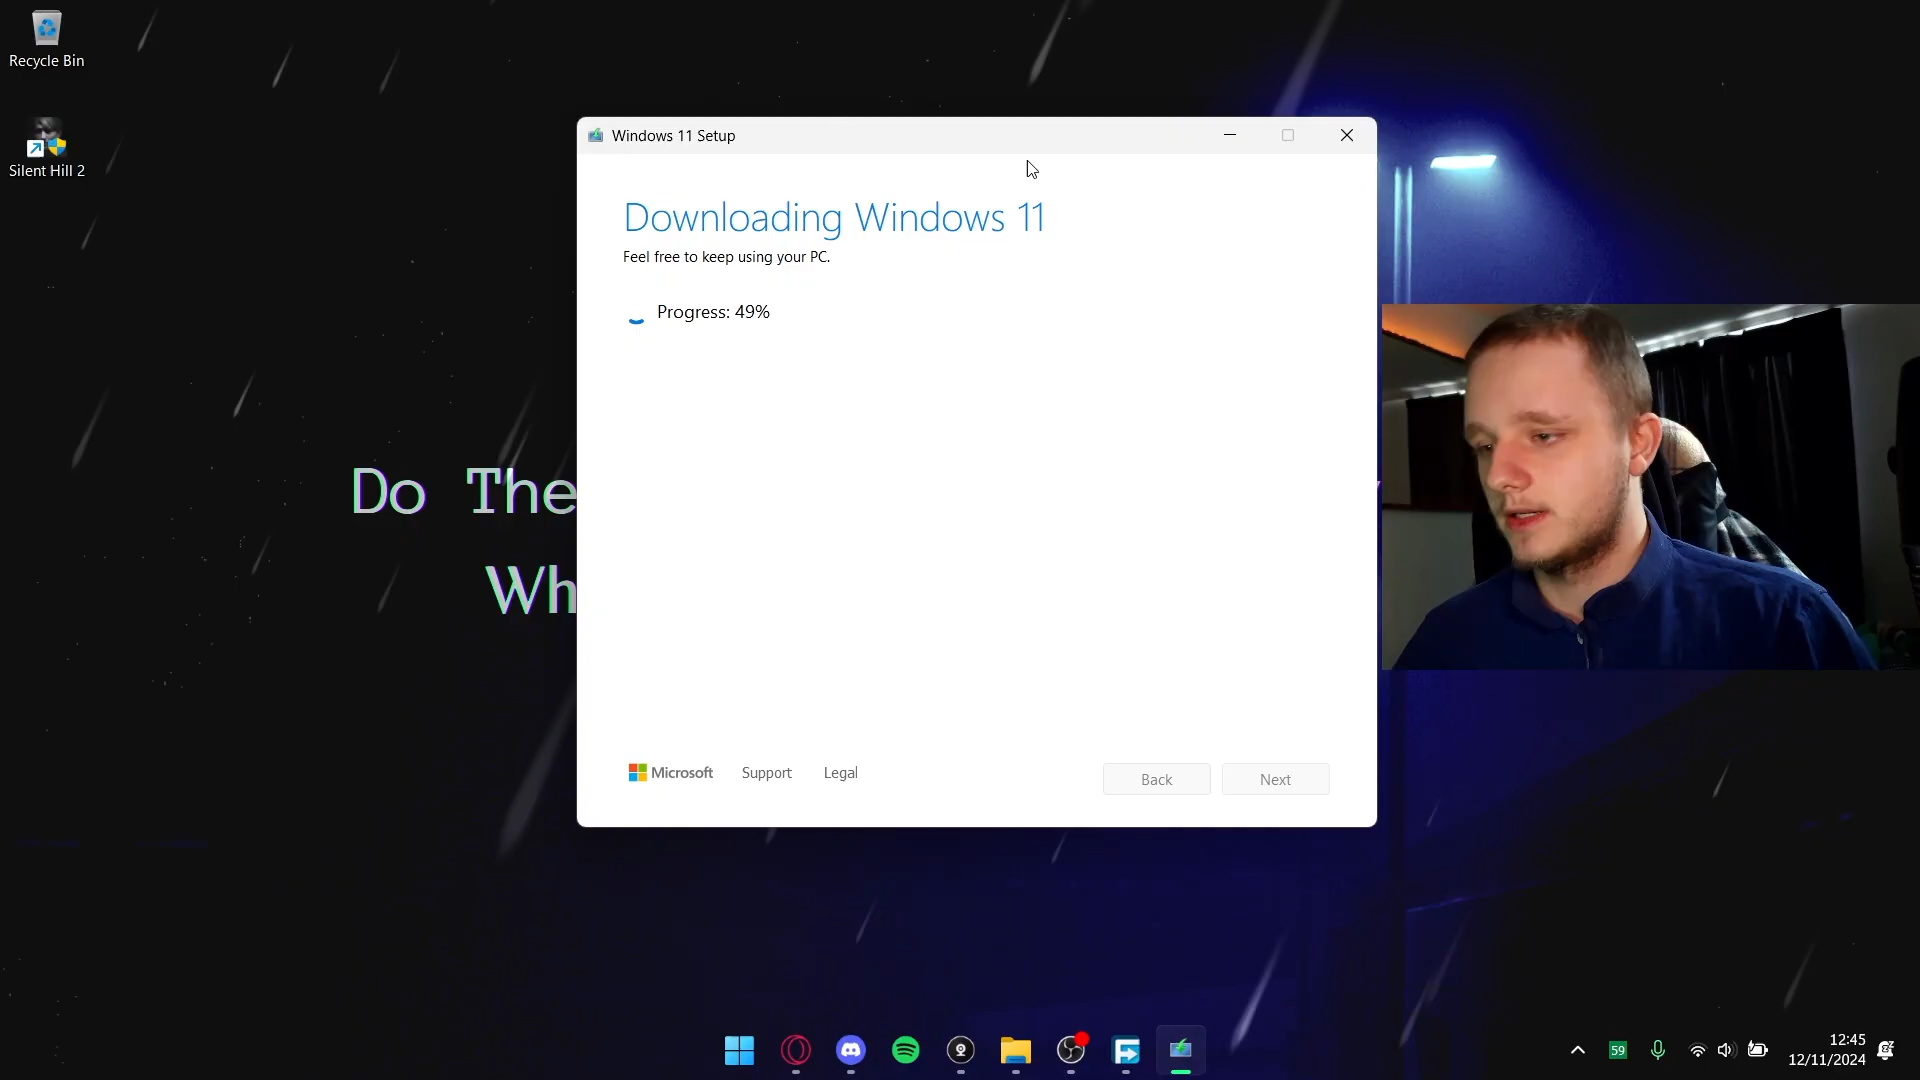 Recycle Bin
Silent Hill 2
Windows 11 Setup
Downloading Windows 11
Feel free to keep using your PC.
Progress: 49%
Do The
Wh
Microsoft Support Legal
Back Next
59
12:45
12/11/2024